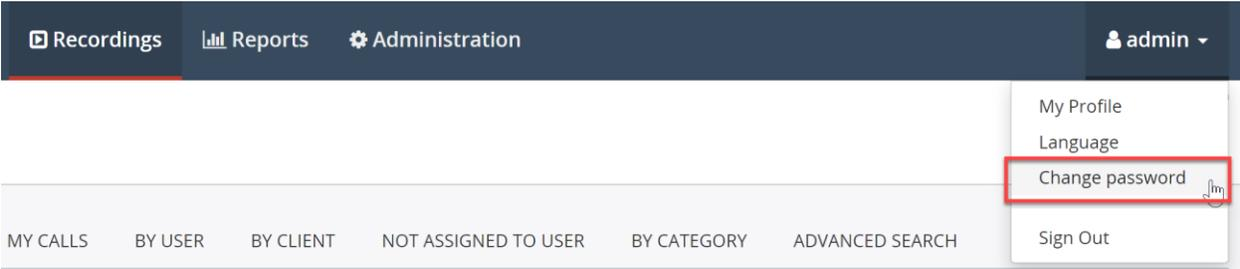 Recordings Reports Administration admin
My Profile
Language
Change password
MY CALLS BY USER BY CLIENT NOT ASSIGNED TO USER BY CATEGORY ADVANCED SEARCH
Sign Out